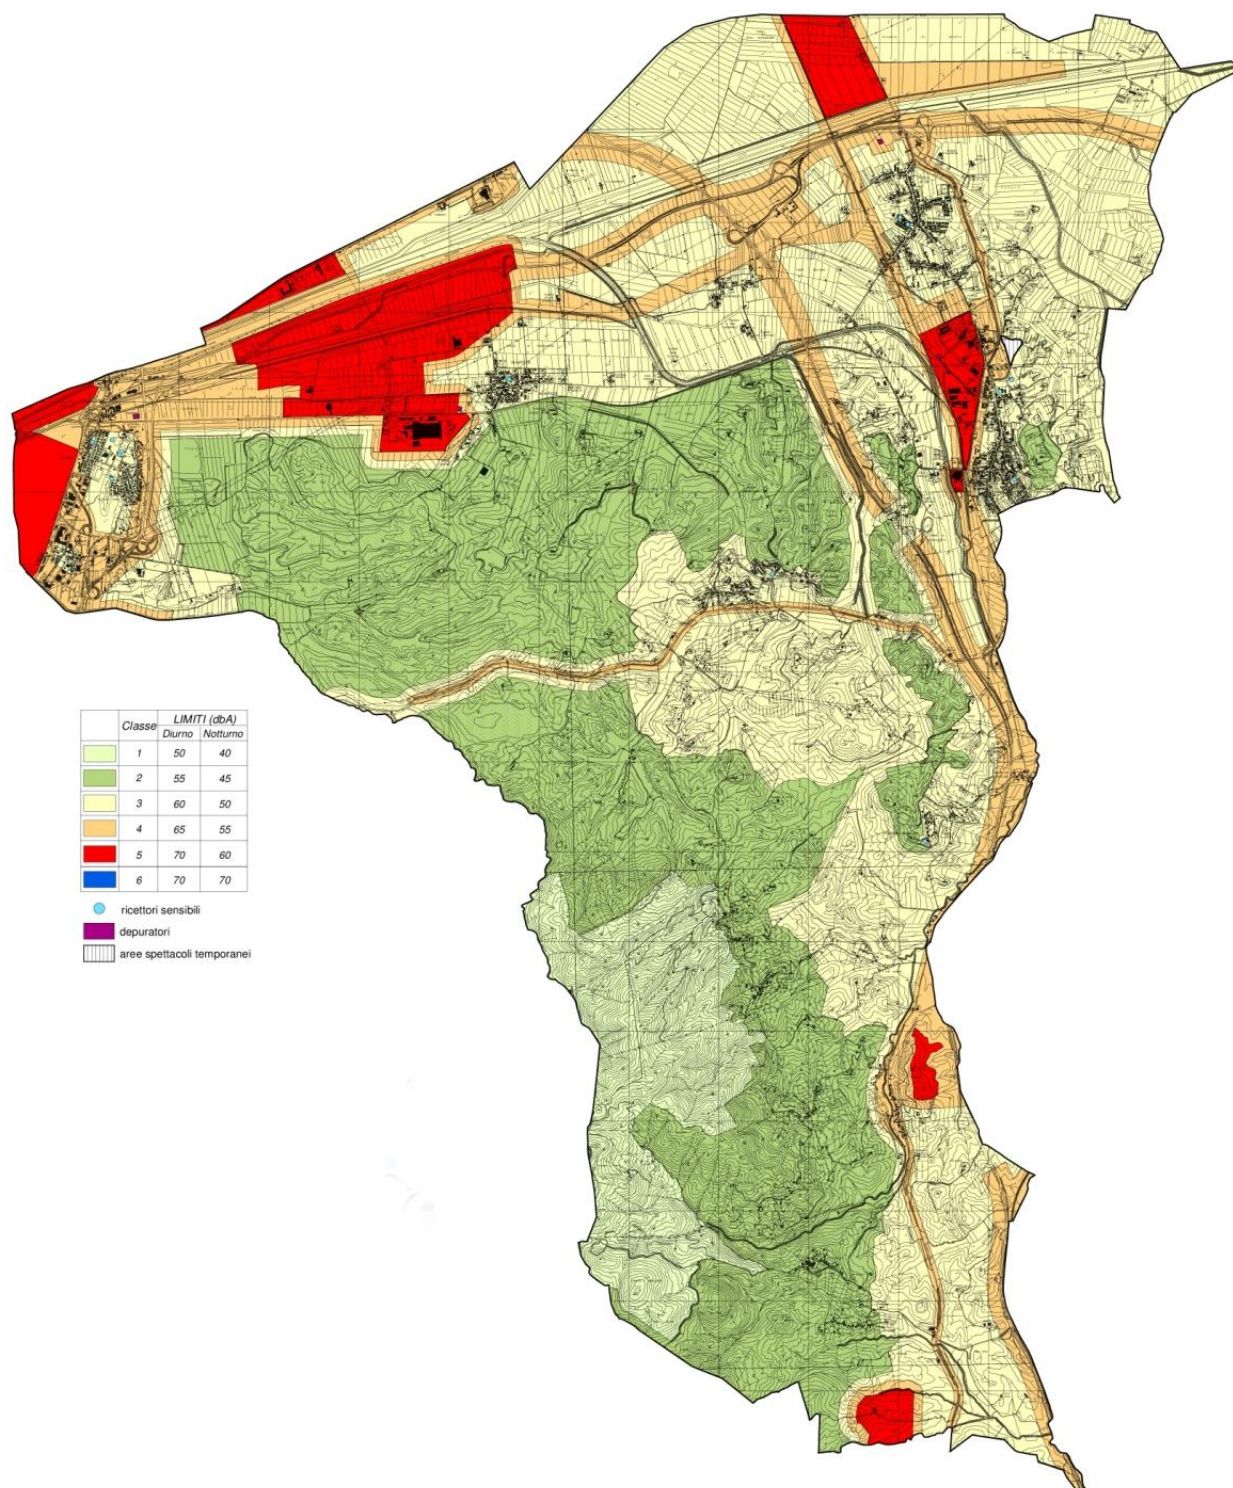 Classe LIMITI (dbA)
Diurno Notturno
1 50 40
2 55 45
3 60 50
4 65 55
5 70 60
6 70 70
ricettori sensibili
depuratori
aree spettacoli temporanei